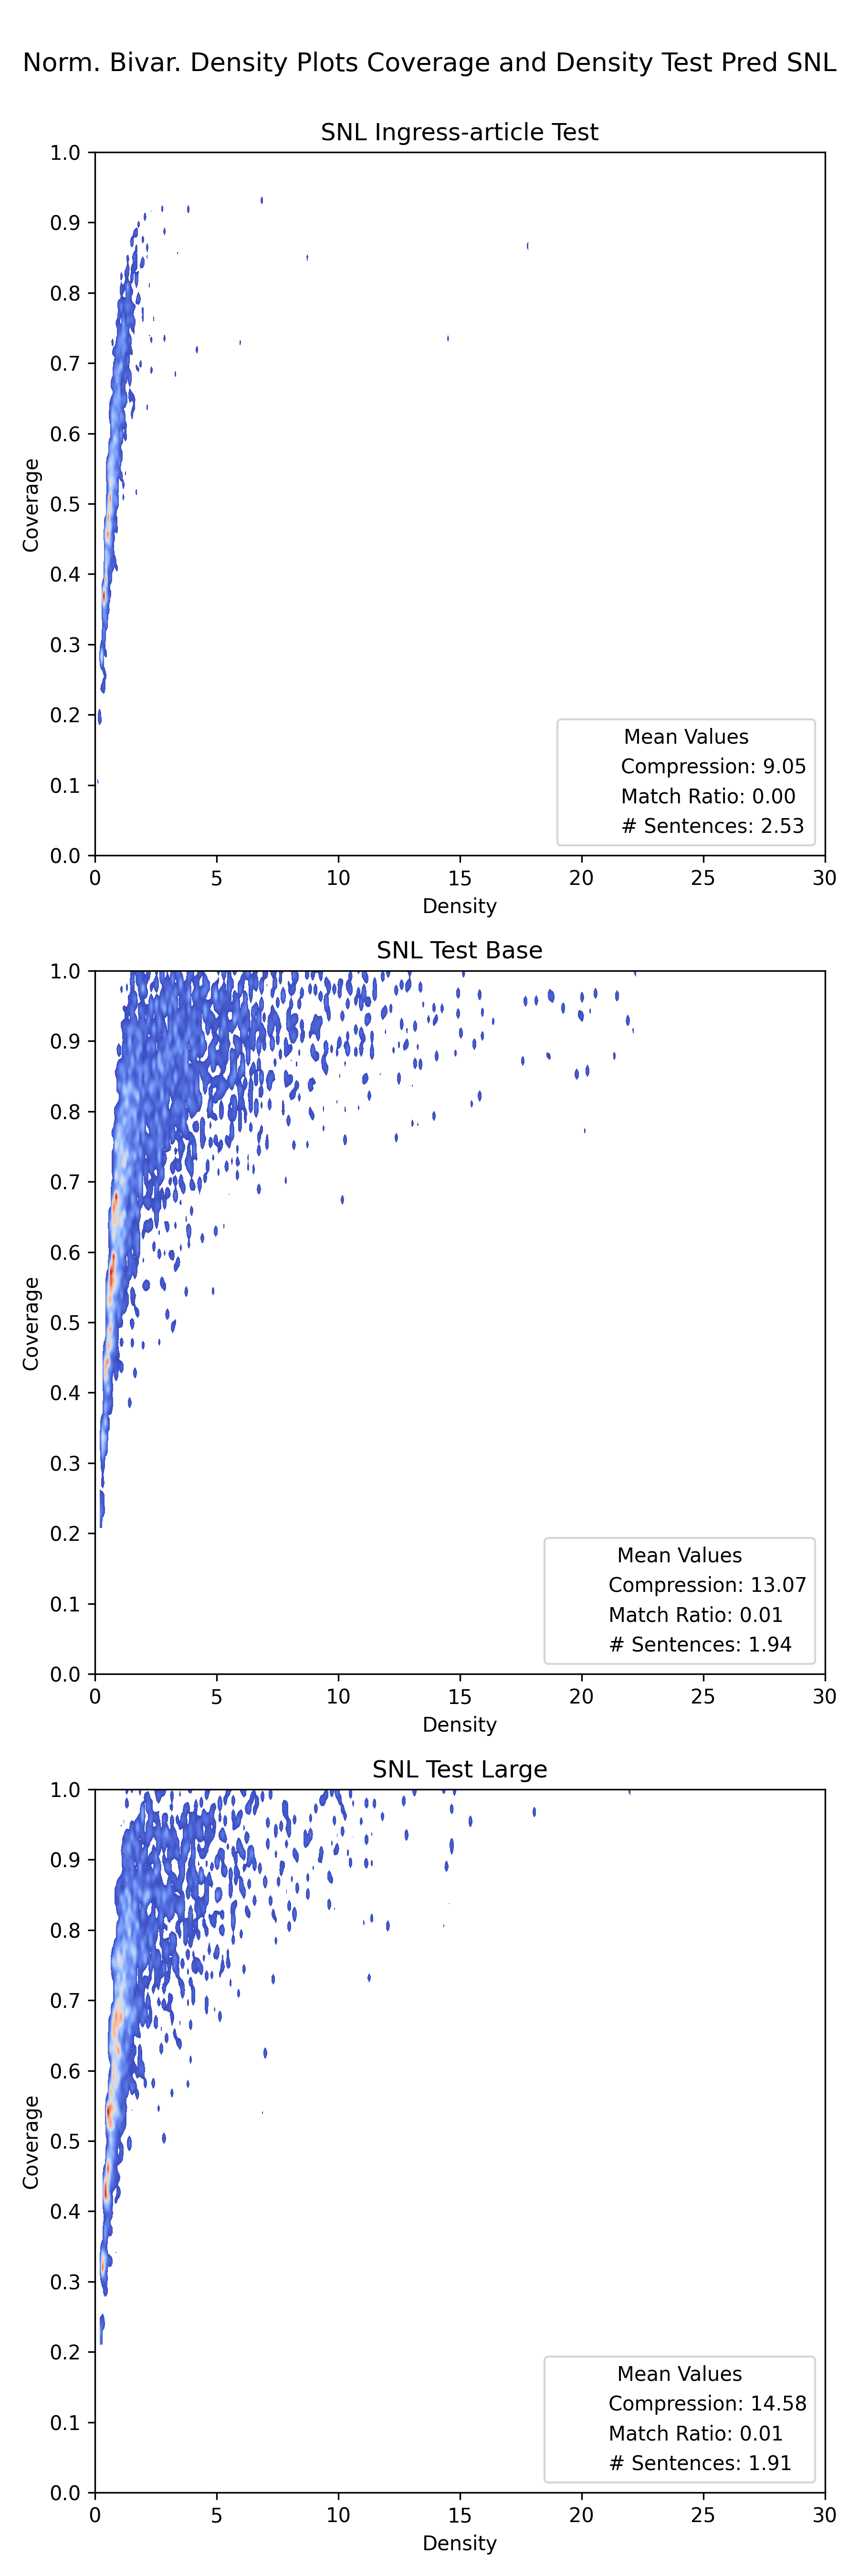 Norm. Bivar. Density Plots Coverage and Density Test Pred SNL
SNL Ingress-article Test
1.0
0.9
0.8
0.7
0.6
0.5
0.4
0.3
0.2
0.1
0.0
Coverage
Mean Values
Compression: 9.05
Match Ratio: 0.00
# Sentences: 2.53
0 5 10 15 20 25 30
Density
SNL Test Base
1.0
0.9
0.8
0.7
0.6
0.5
0.4
0.3
0.2
0.1
0.0
Coverage
Mean Values
Compression: 13.07
Match Ratio: 0.01
# Sentences: 1.94
0 5 10 15 20 25 30
Density
SNL Test Large
1.0
0.9
0.8
0.7
0.6
0.5
0.4
0.3
0.2
0.1
0.0
Coverage
Mean Values
Compression: 14.58
Match Ratio: 0.01
# Sentences: 1.91
0 5 10 15 20 25 30
Density